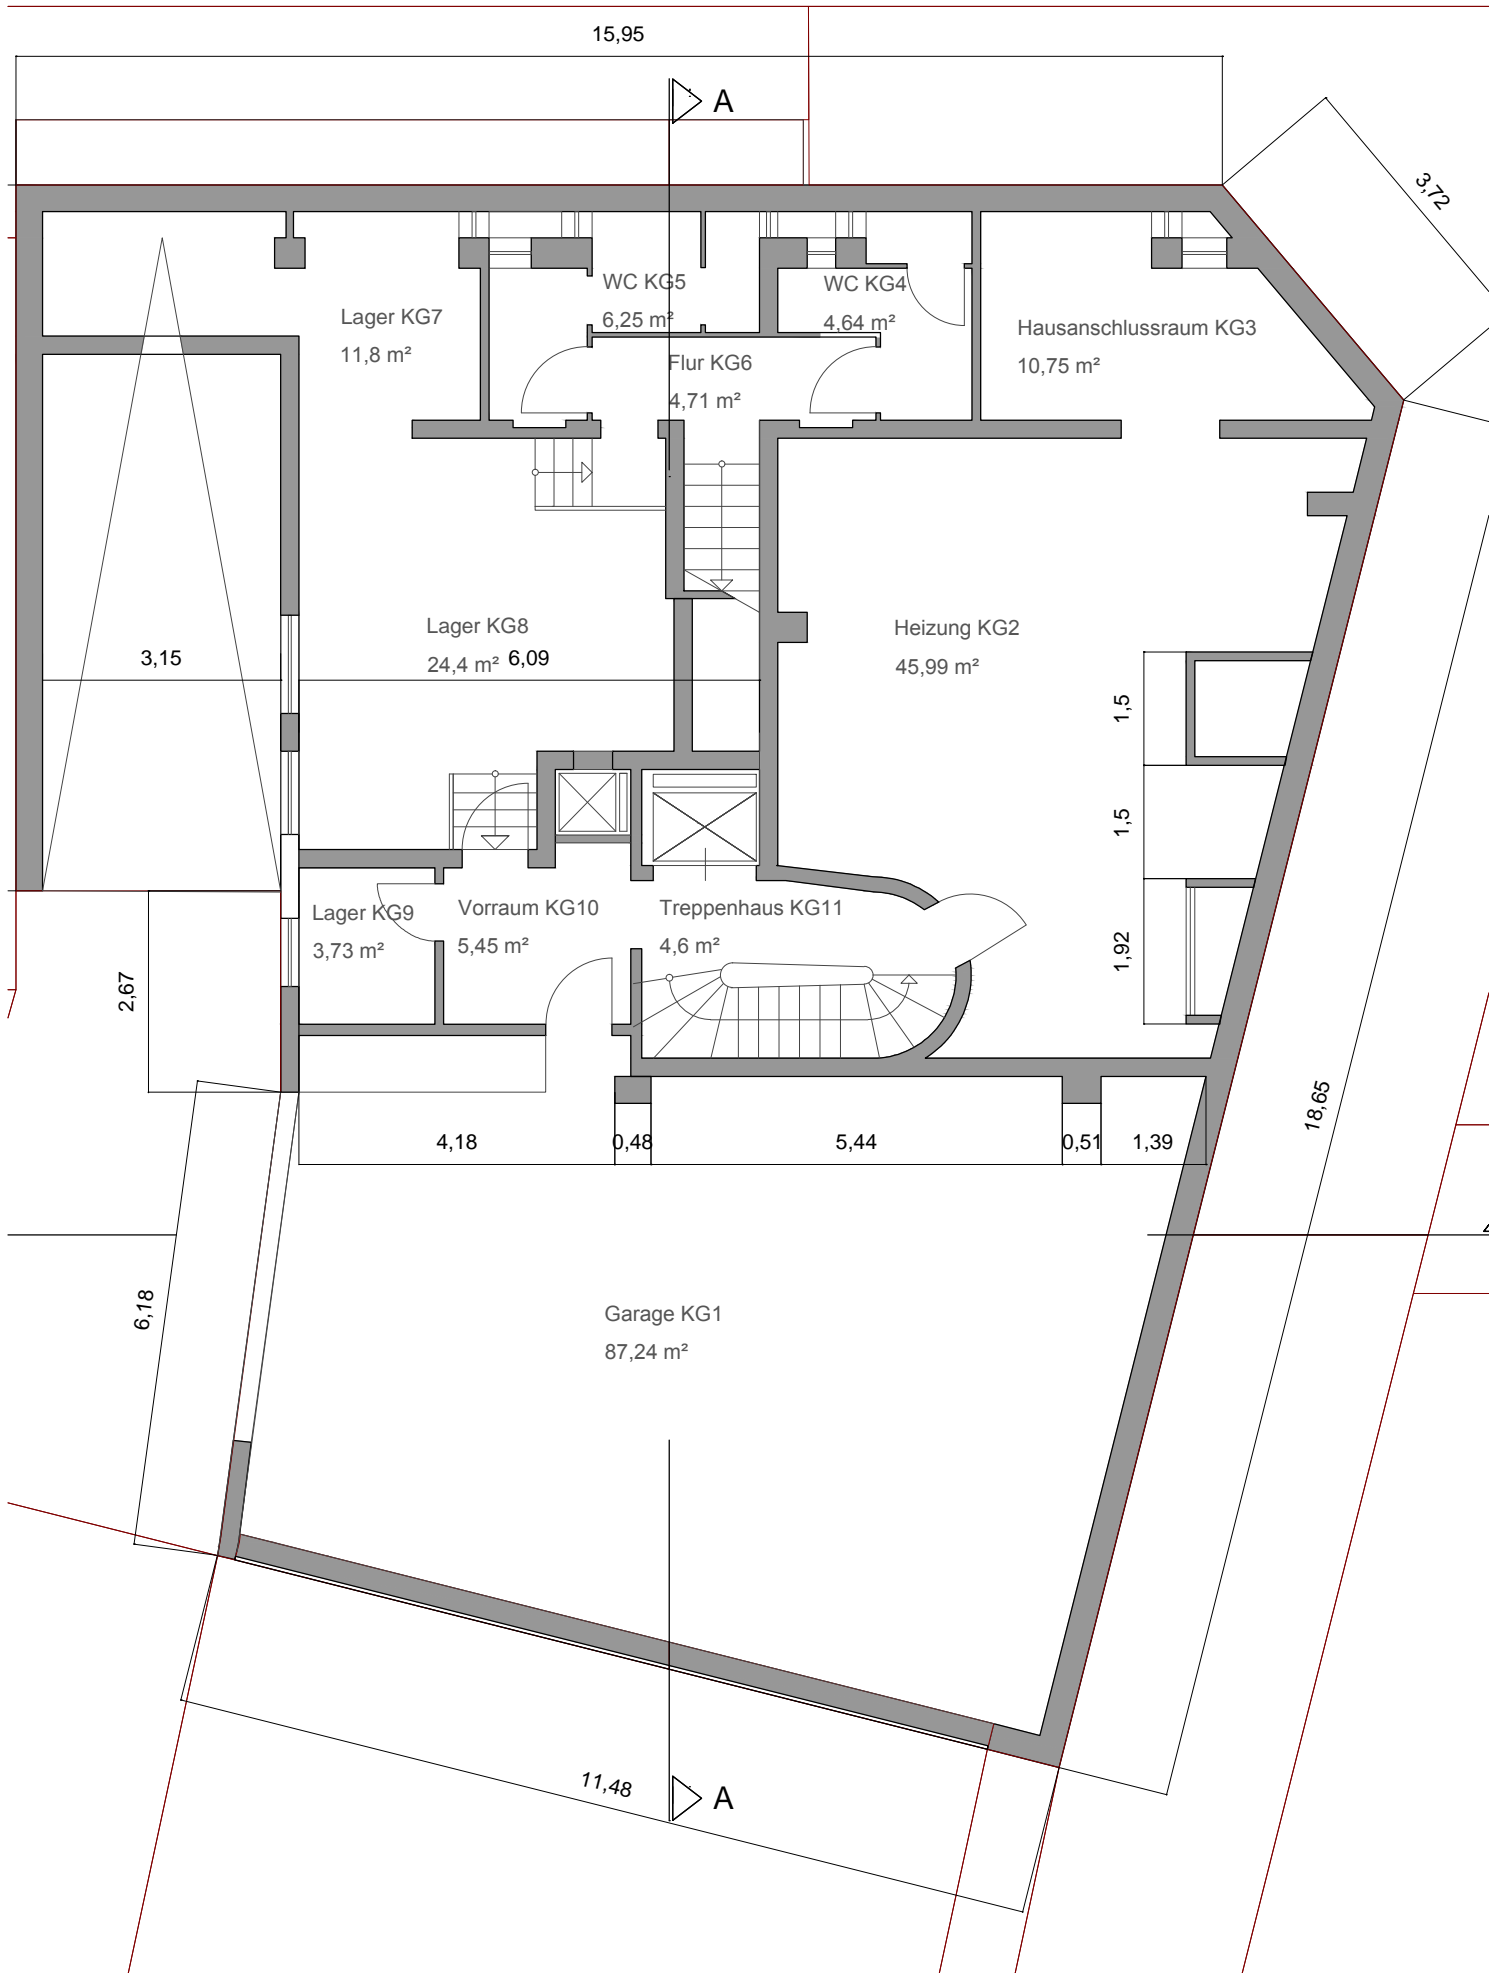 15,95
A
3,72
WC KG5
6,25 m²
WC KG4
4,64 m²
Lager KG7
11,8 m²
Hausanschlussraum KG3
10,75 m²
Flur KG6
4,71 m²
Lager KG8
24,4 m²
6,09
3,15
Heizung KG2
45,99 m²
1,5
1,5
1,92
Lager KG9
3,73 m²
Vorraum KG10
5,45 m²
Treppenhaus KG11
4,6 m²
2,67
18,65
4,18
0,48
5,44
0,51
1,39
6,18
Garage KG1
87,24 m²
11,48
A